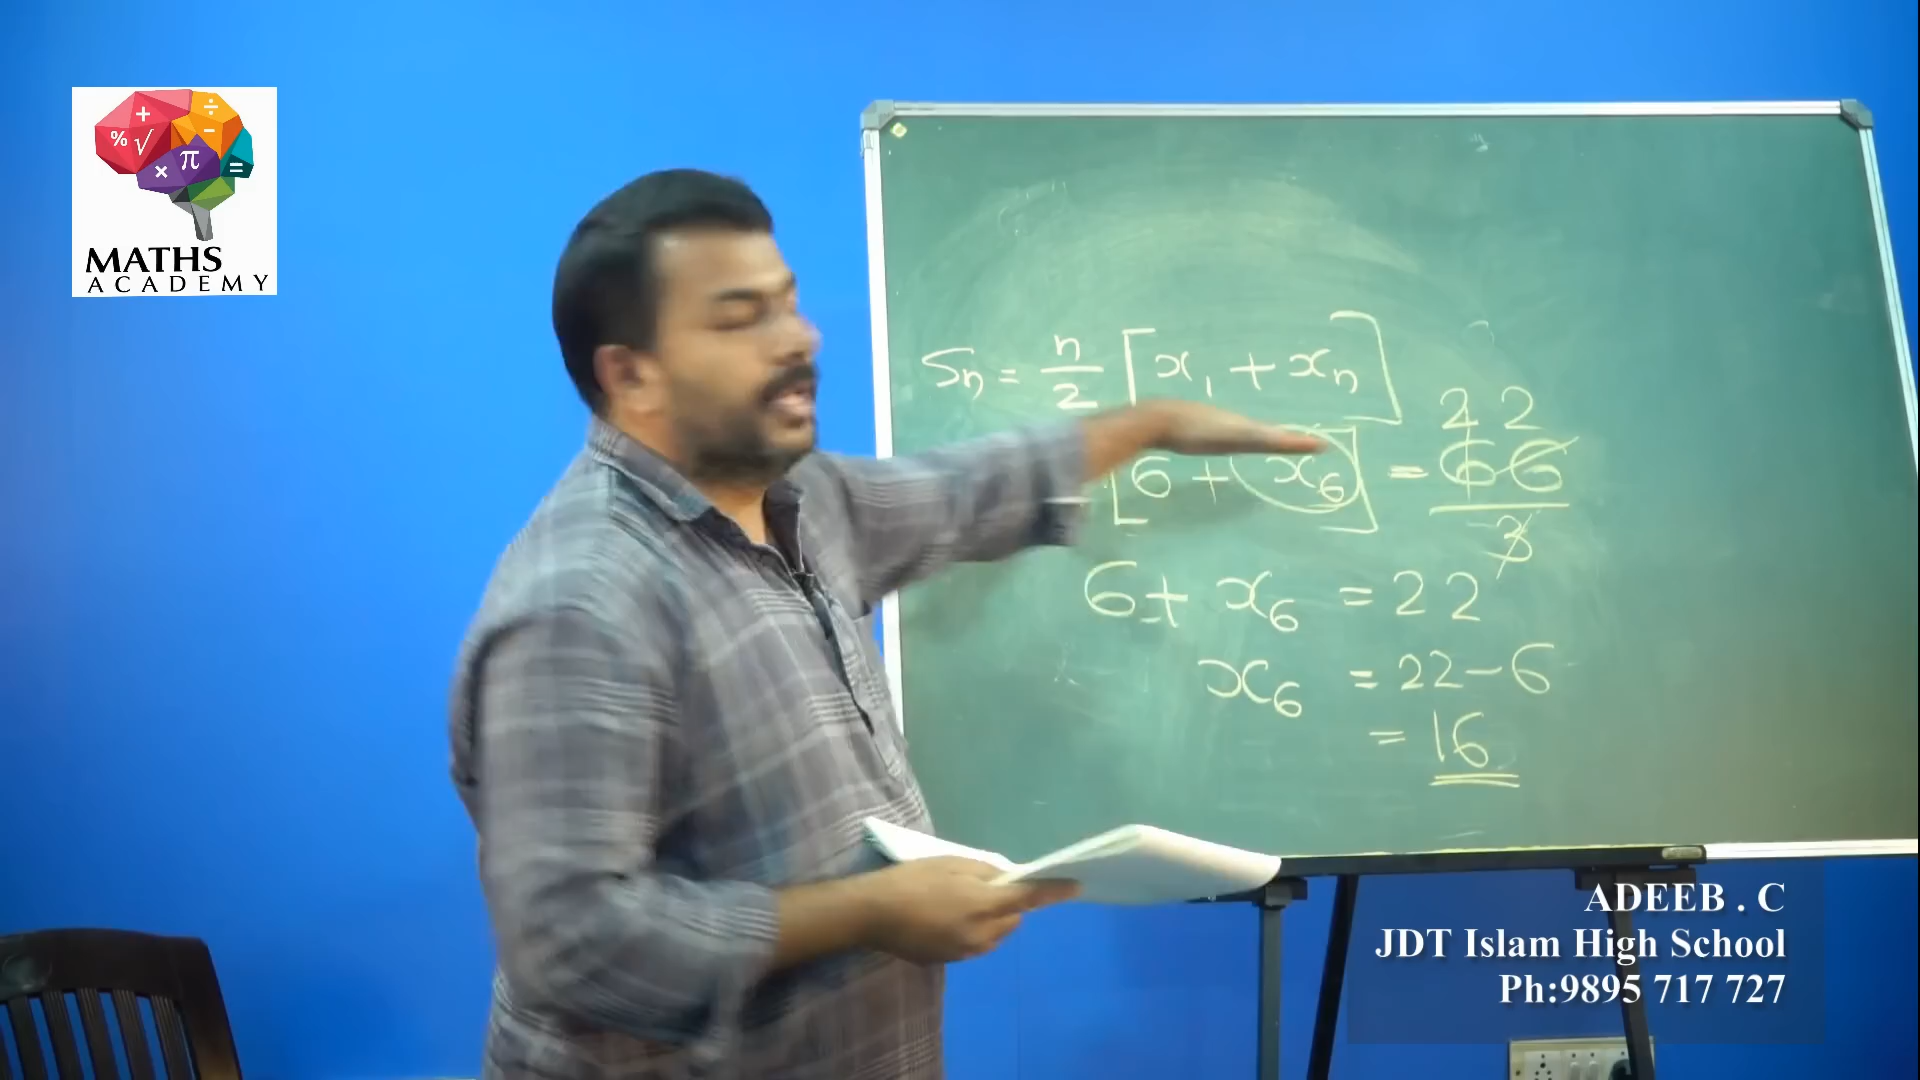 + ÷
% √ -
× π =
MATHS
ACADEMY
Sn = n/2 [x₁ + xn]
[6 + x₆] = 66/3
22
6 + x₆ = 22
x₆ = 22 - 6
= 16
ADEEB . C
JDT Islam High School
Ph:9895 717 727